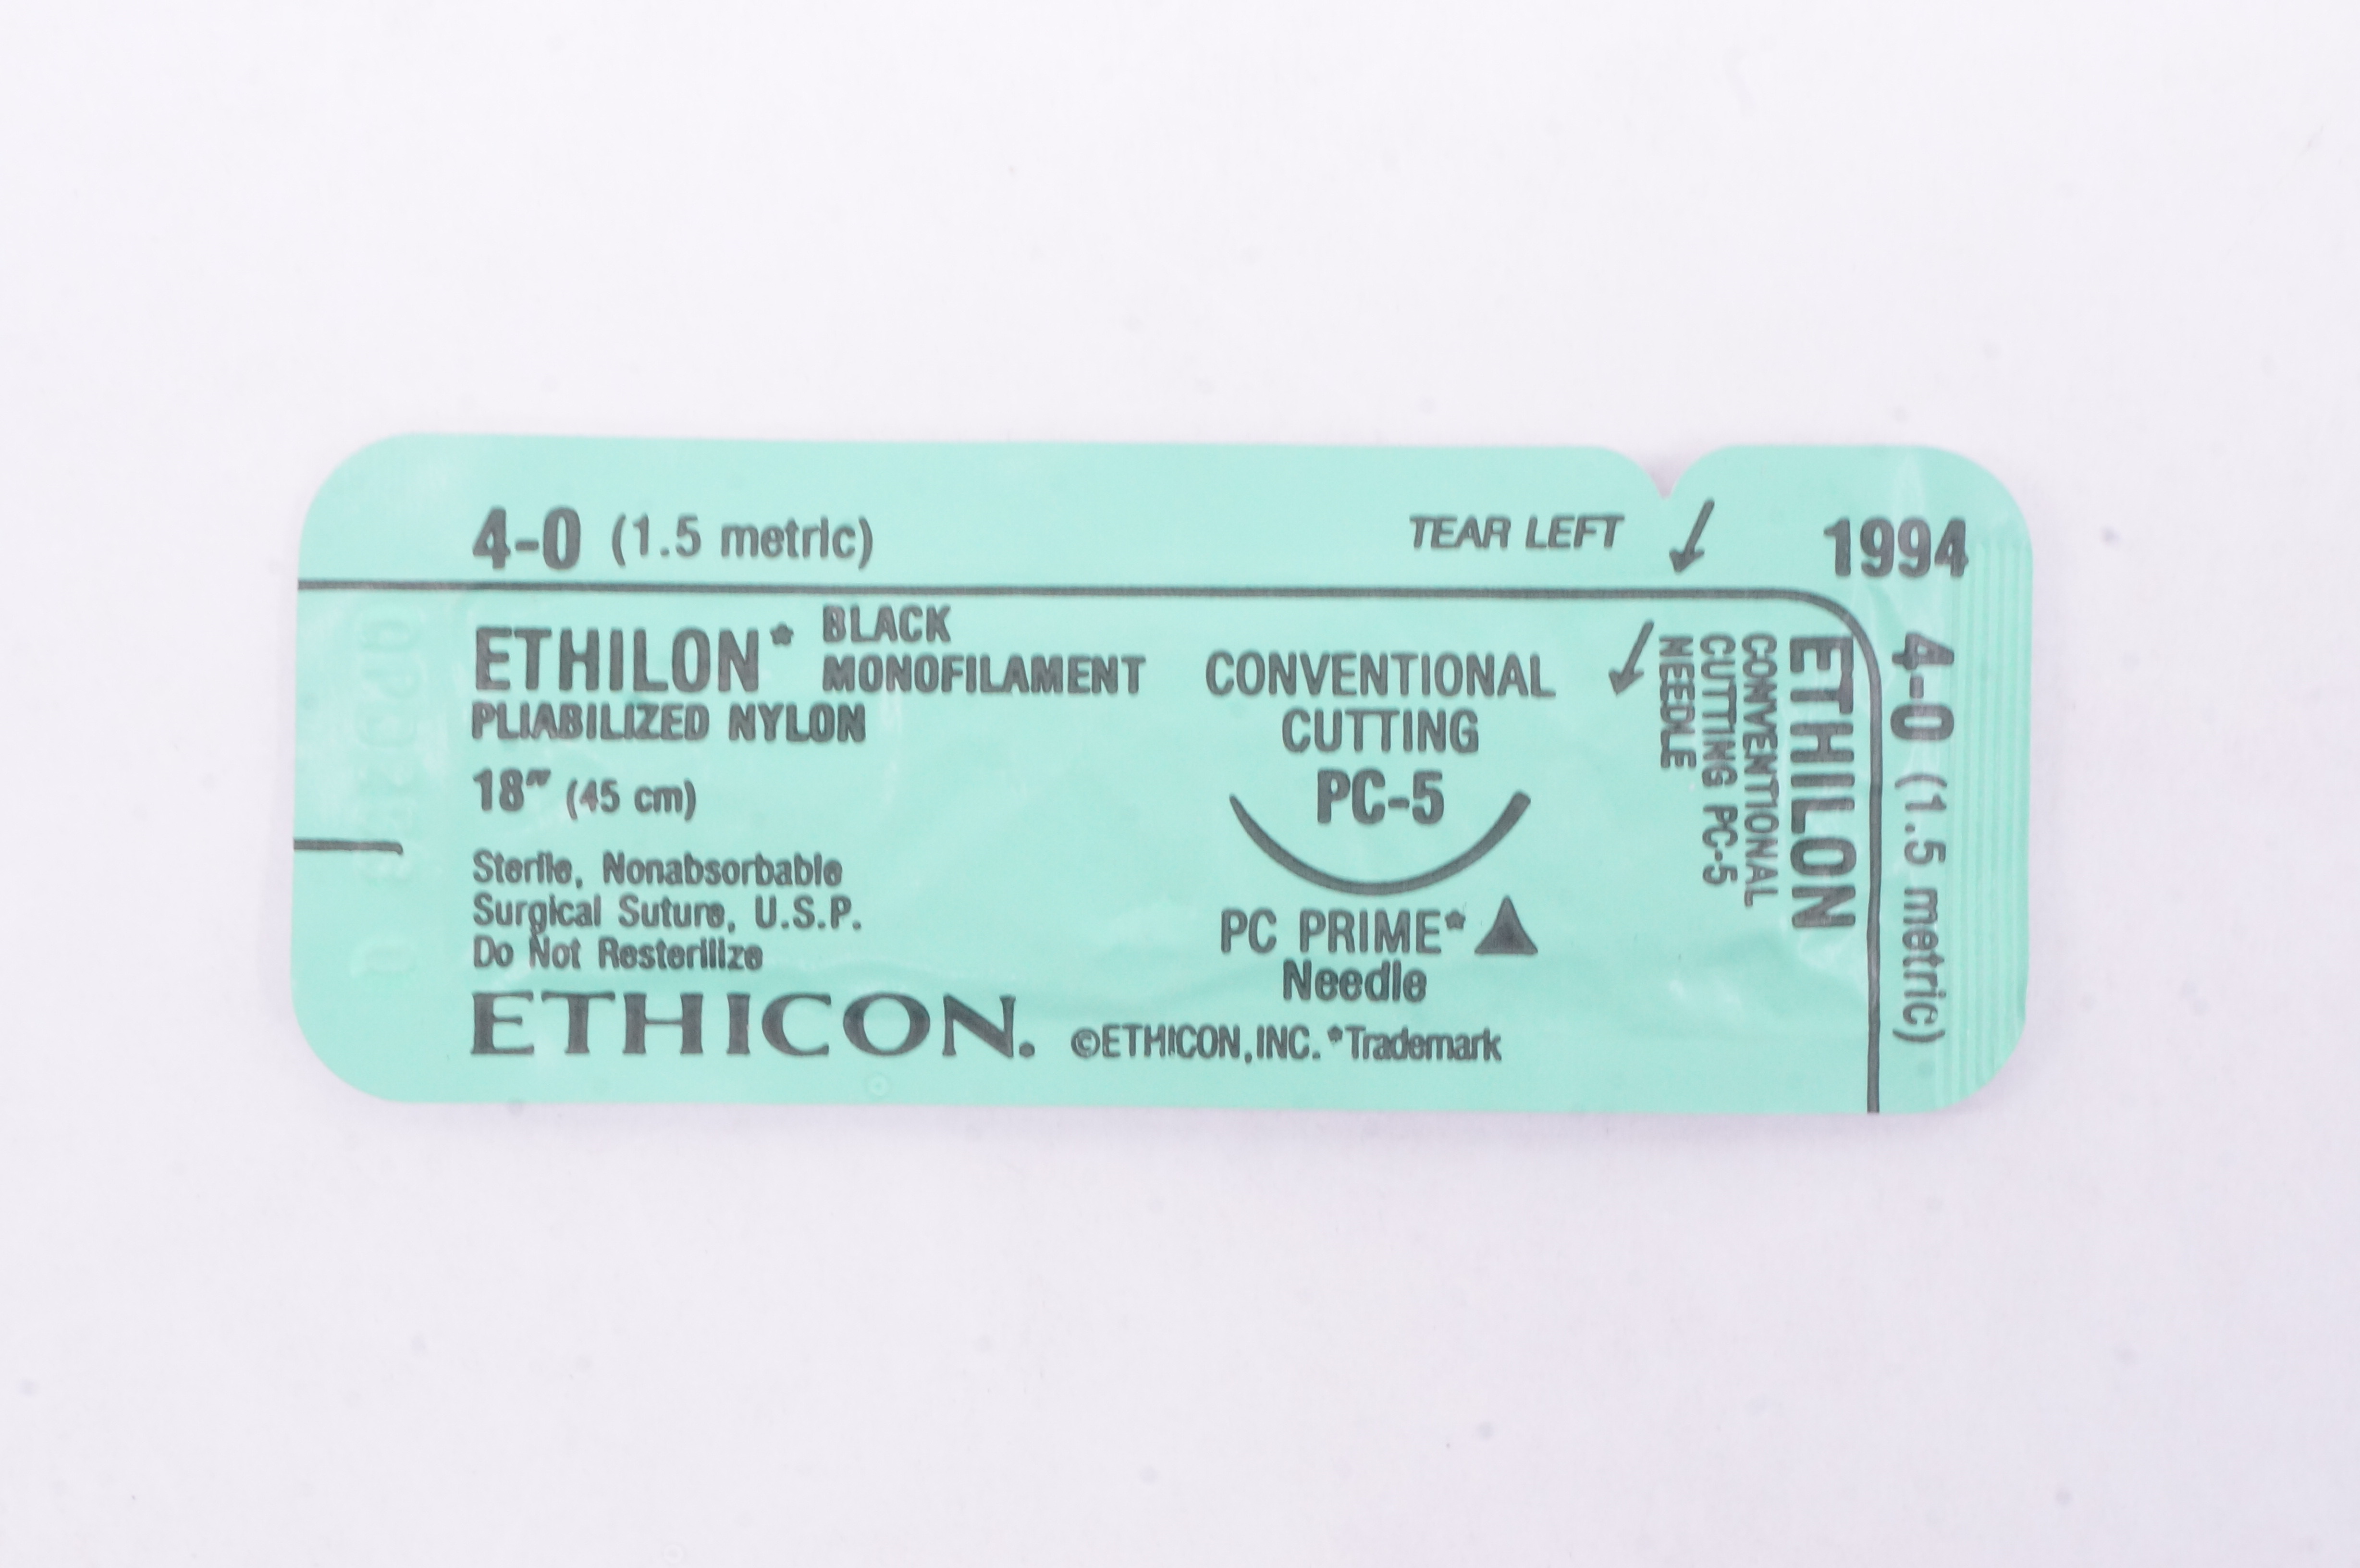 4-0 (1.5 metric)
TEAR LEFT
1994
ETHILON* BLACK
MONOFILAMENT
PLIABILIZED NYLON
18" (45 cm)
Sterile, Nonabsorbable
Surgical Suture, U.S.P.
Do Not Resterilize
ETHICON.
©ETHICON, INC. *Trademark
CONVENTIONAL
CUTTING
PC-5
PC PRIME*
Needle
4-0 (1.5 metric)
ETHILON
CONVENTIONAL
CUTTING PC-5
NEEDLE